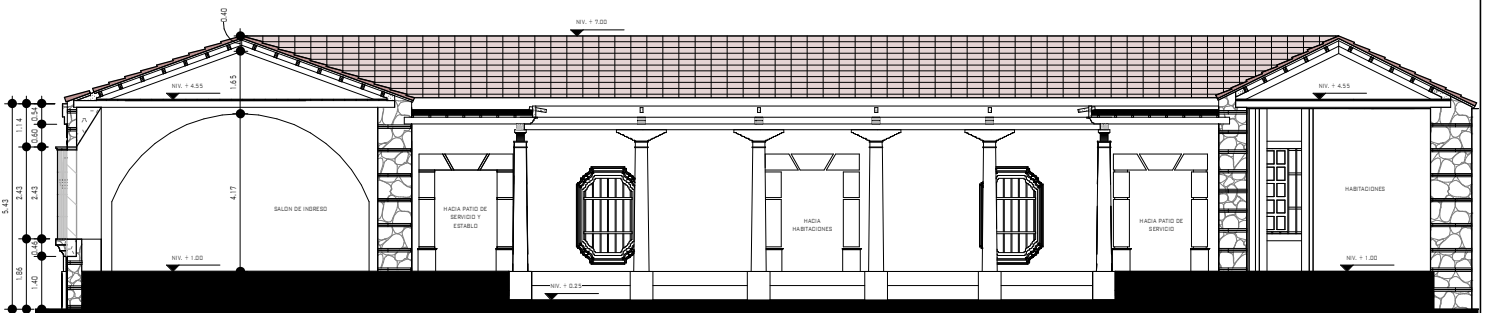 0.40
NIV. + 7.00
1.65
NIV. + 4.55
NIV. + 4.55
0.54
1.14
0.60
5.43
2.43
2.43
4.17
SALON DE INGRESO
HACIA PATIO DE
SERVICIO Y
ESTABLO
HACIA
HABITACIONES
HACIA PATIO DE
SERVICIO
HABITACIONES
0.46
1.86
1.40
NIV. + 1.00
NIV. + 0.25
NIV. + 1.00